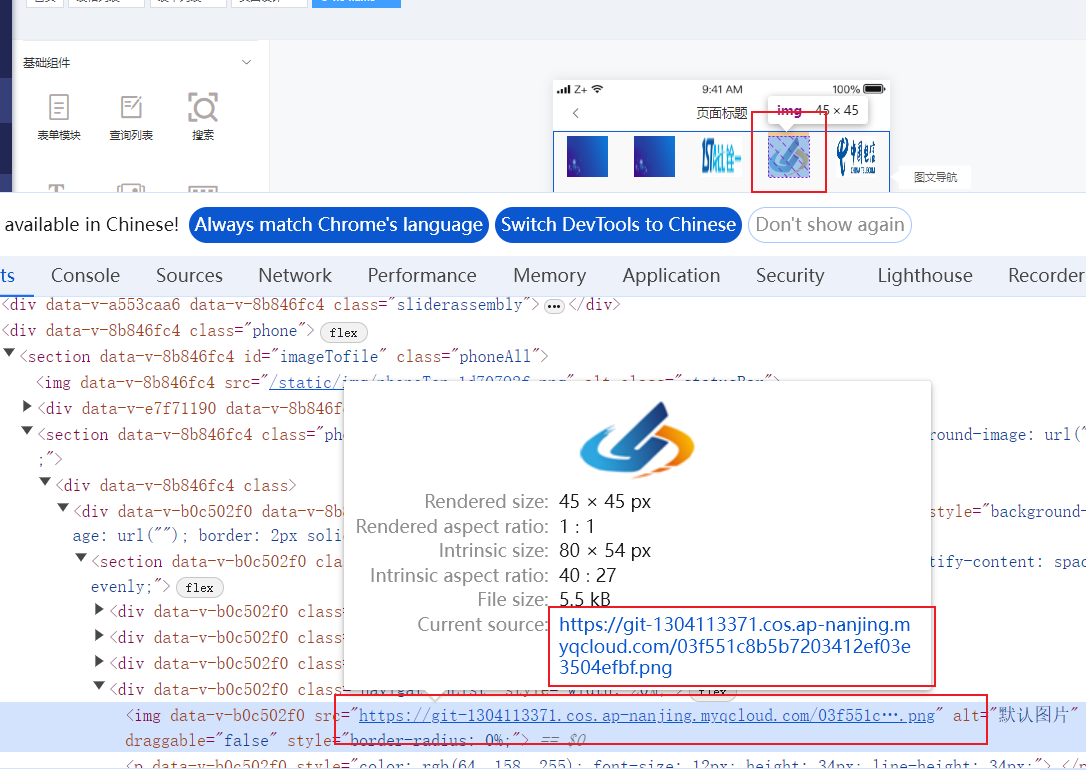 基础组件
表单模块
查询列表
搜索
Z+
9:41 AM
100%
页面标题
img 45 × 45
中国电信
图文导航
available in Chinese!
Always match Chrome's language
Switch DevTools to Chinese
Don't show again
ts
Console
Sources
Network
Performance
Memory
Application
Security
Lighthouse
Recorder
<div data-v-a553caa6 data-v-8b846fc4 class="sliderassembly"> ••• </div>
<div data-v-8b846fc4 class="phone"> flex
<section data-v-8b846fc4 id="imageTofile" class="phoneAll">
<img data-v-8b846fc4 src="/static/img/phoneTop.1d70792f.png" alt class="statusBar">
<div data-v-e7f71190 data-v-8b846f
<section data-v-8b846fc4 class="ph
round-image: url("
;">
<div data-v-8b846fc4 class>
<div data-v-b0c502f0 data-v-8b
style="background-
age: url(""); border: 2px soli
<section data-v-b0c502f0 cla
tify-content: spac
evenly;"> flex
<div data-v-b0c502f0 class
<div data-v-b0c502f0 class
<div data-v-b0c502f0 class
<div data-v-b0c502f0 class
flex
Rendered size: 45 × 45 px
Rendered aspect ratio: 1 : 1
Intrinsic size: 80 × 54 px
Intrinsic aspect ratio: 40 : 27
File size: 5.5 kB
Current source: https://git-1304113371.cos.ap-nanjing.m
yqcloud.com/03f551c8b5b7203412ef03e
3504efbf.png
<img data-v-b0c502f0 src="https://git-1304113371.cos.ap-nanjing.myqcloud.com/03f551c….png" alt="默认图片"
draggable="false" style="border-radius: 0%;"> == $0
<p data-v-b0c502f0 style="color: rgb(64, 158, 255); font-size: 12px; height: 34px; line-height: 34px;"> </p